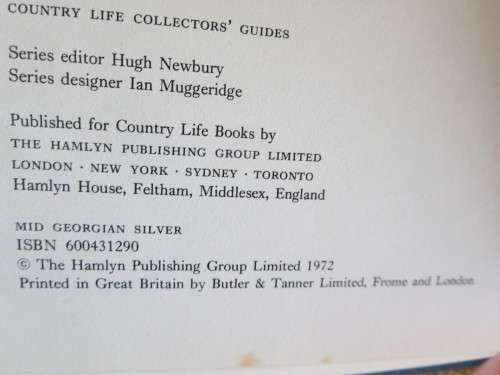 COUNTRY LIFE COLLECTORS' GUIDES
Series editor Hugh Newbury
Series designer Ian Muggeridge
Published for Country Life Books by
THE HAMLYN PUBLISHING GROUP LIMITED
LONDON · NEW YORK · SYDNEY · TORONTO
Hamlyn House, Feltham, Middlesex, England
MID GEORGIAN SILVER
ISBN 600431290
© The Hamlyn Publishing Group Limited 1972
Printed in Great Britain by Butler & Tanner Limited, Frome and London